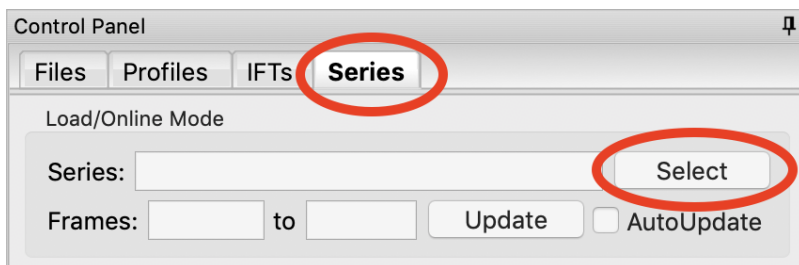 Control Panel
Files Profiles IFTs Series
Load/Online Mode
Series: Select
Frames: to Update AutoUpdate